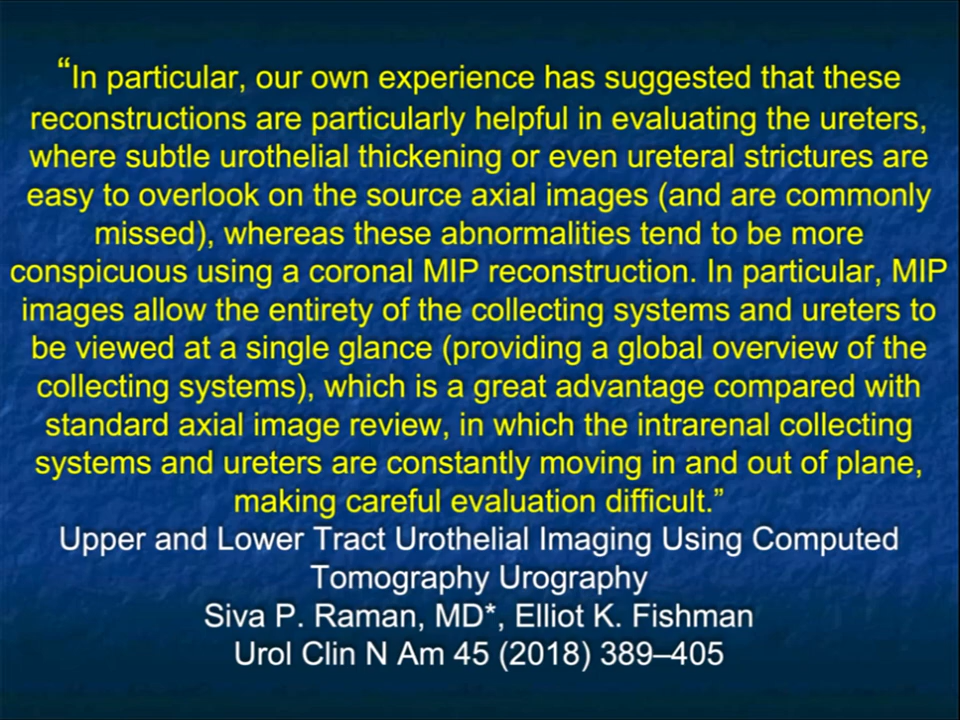 “In particular, our own experience has suggested that these
reconstructions are particularly helpful in evaluating the ureters,
where subtle urothelial thickening or even ureteral strictures are
easy to overlook on the source axial images (and are commonly
missed), whereas these abnormalities tend to be more
conspicuous using a coronal MIP reconstruction. In particular, MIP
images allow the entirety of the collecting systems and ureters to
be viewed at a single glance (providing a global overview of the
collecting systems), which is a great advantage compared with
standard axial image review, in which the intrarenal collecting
systems and ureters are constantly moving in and out of plane,
making careful evaluation difficult.”
Upper and Lower Tract Urothelial Imaging Using Computed
Tomography Urography
Siva P. Raman, MD*, Elliot K. Fishman
Urol Clin N Am 45 (2018) 389–405